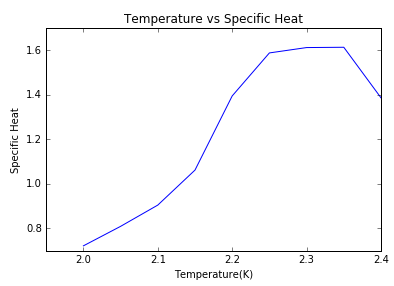 Temperature vs Specific Heat
Specific Heat
1.6
1.4
1.2
1.0
0.8
2.0 2.1 2.2 2.3 2.4
Temperature(K)